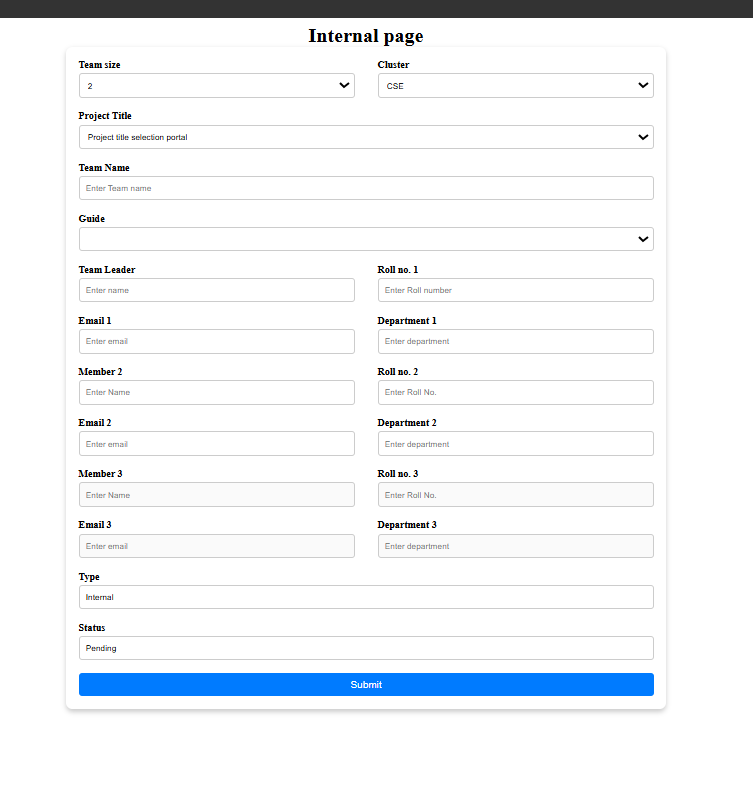 Internal page
Team size Cluster
2 CSE
Project Title
Project title selection portal
Team Name
Enter Team name
Guide
Team Leader Roll no. 1
Enter name Enter Roll number
Email 1 Department 1
Enter email Enter department
Member 2 Roll no. 2
Enter Name Enter Roll No.
Email 2 Department 2
Enter email Enter department
Member 3 Roll no. 3
Enter Name Enter Roll No.
Email 3 Department 3
Enter email Enter department
Type
Internal
Status
Pending
Submit